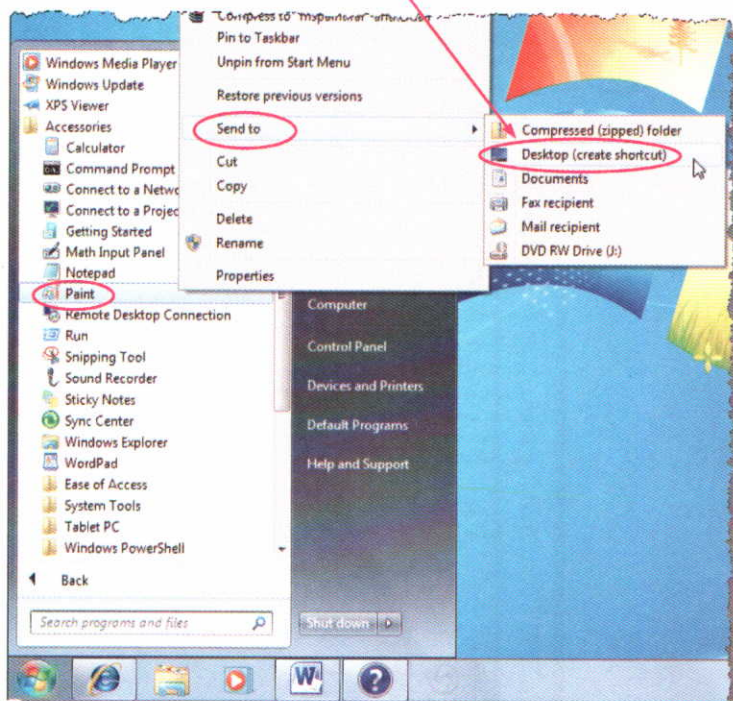 Pin to Taskbar
Unpin from Start Menu
Restore previous versions
Send to
Cut
Copy
Delete
Rename
Properties
Compressed (zipped) folder
Desktop (create shortcut)
Documents
Fax recipient
Mail recipient
DVD RW Drive (J:)
Windows Media Player
Windows Update
XPS Viewer
Accessories
Calculator
Command Prompt
Connect to a
Connect to a
Getting Started
Math Input Panel
Notepad
Paint
Remote Desktop Connection
Run
Snipping Tool
Sound Recorder
Sticky Notes
Sync Center
Windows Explorer
WordPad
Ease of Access
System Tools
Tablet PC
Windows PowerShell
Back
Search programs and files
Computer
Control Panel
Devices and Printers
Default Programs
Help and Support
Shut down
W
?